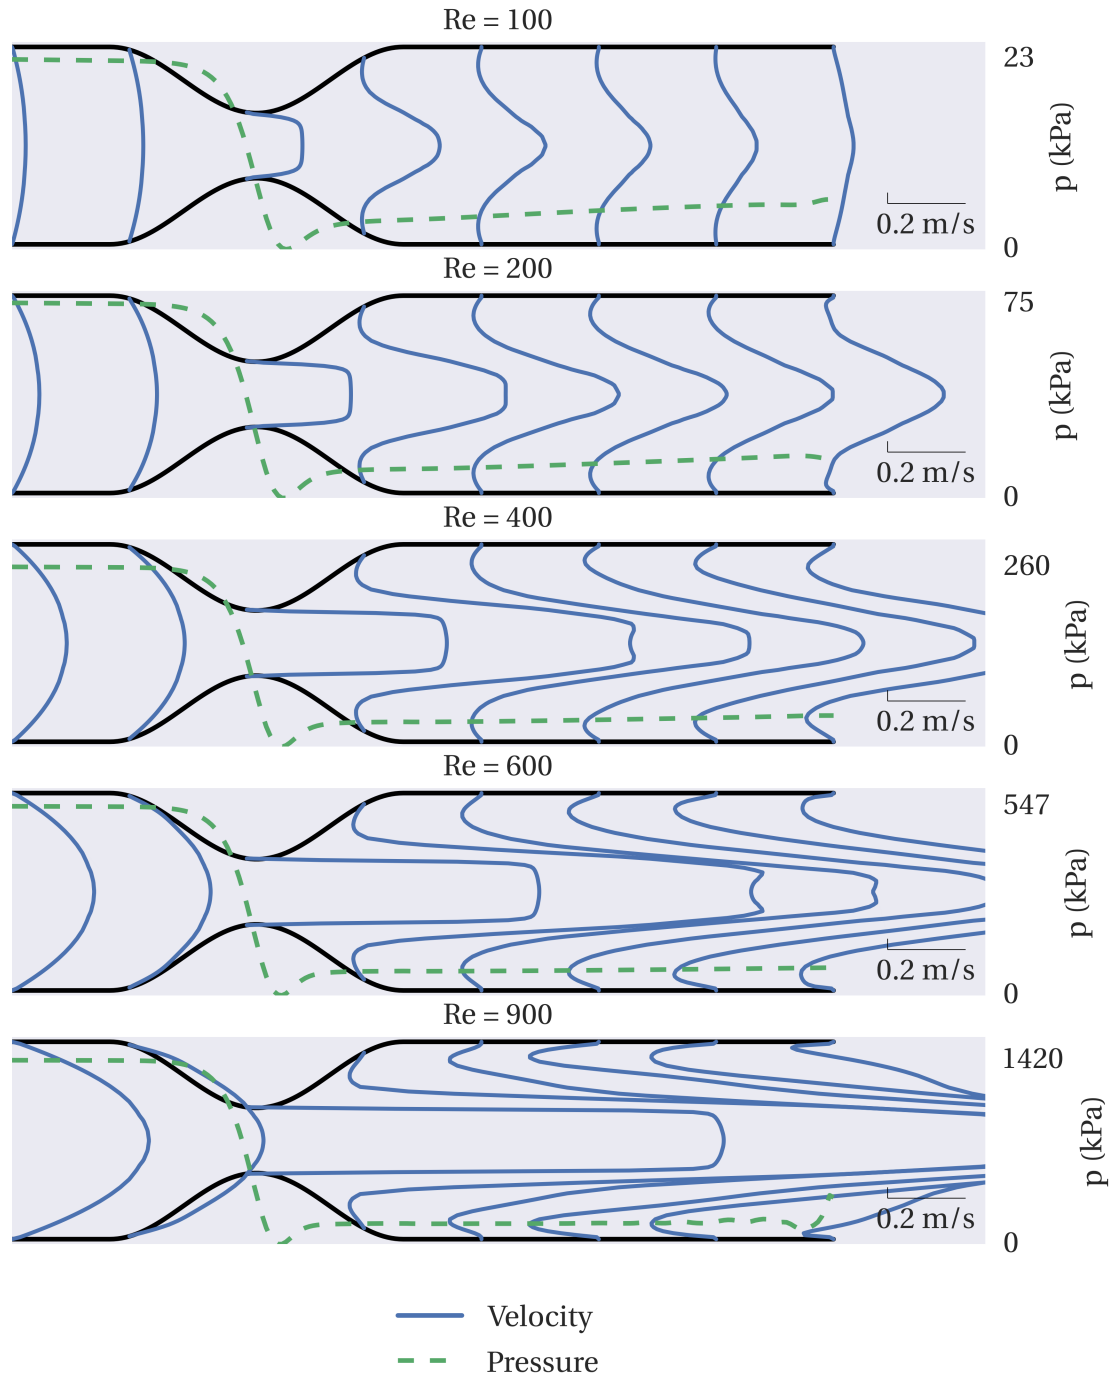 Re = 100
23
p (kPa)
0.2 m/s
0
Re = 200
75
p (kPa)
0.2 m/s
0
Re = 400
260
p (kPa)
0.2 m/s
0
Re = 600
547
p (kPa)
0.2 m/s
0
Re = 900
1420
p (kPa)
0.2 m/s
0
Velocity
Pressure